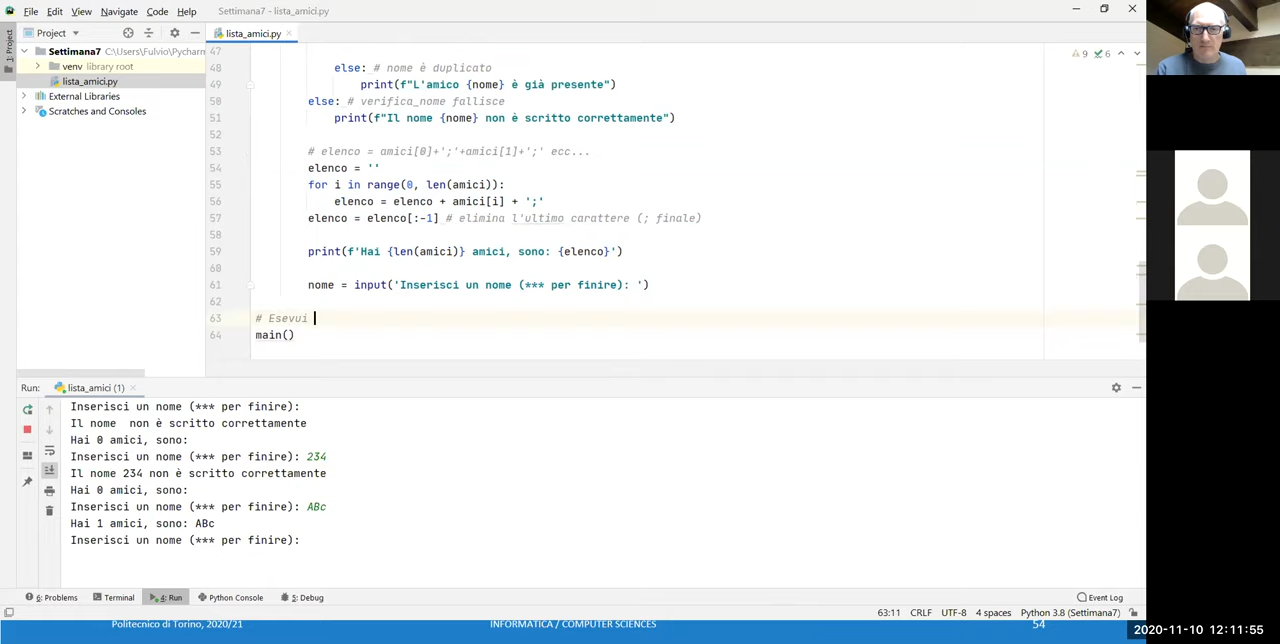 File Edit View Navigate Code Help Settimana7 - lista_amici.py
Project
lista_amici.py
1: Project
Settimana7 C:\Users\Fulvio\Pycharm
venv library root
lista_amici.py
External Libraries
Scratches and Consoles
9 6
47
48 else: # nome è duplicato
49 print(f"L'amico {nome} è già presente")
50 else: # verifica_nome fallisce
51 print(f"Il nome {nome} non è scritto correttamente")
52
53 # elenco = amici[0]+';'+amici[1]+';' ecc...
54 elenco = ''
55 for i in range(0, len(amici)):
56 elenco = elenco + amici[i] + ';'
57 elenco = elenco[:-1] # elimina l'ultimo carattere (; finale)
58
59 print(f'Hai {len(amici)} amici, sono: {elenco}')
60
61 nome = input('Inserisci un nome (*** per finire): ')
62
63 # Esevui
64 main()
Run: lista_amici (1)
Inserisci un nome (*** per finire):
Il nome  non è scritto correttamente
Hai 0 amici, sono:
Inserisci un nome (*** per finire): 234
Il nome 234 non è scritto correttamente
Hai 0 amici, sono:
Inserisci un nome (*** per finire): ABc
Hai 1 amici, sono: ABc
Inserisci un nome (*** per finire):
6: Problems Terminal 4: Run Python Console 5: Debug Event Log
63:11 CRLF UTF-8 4 spaces Python 3.8 (Settimana7)
Politecnico di Torino, 2020/21 INFORMATICA / COMPUTER SCIENCES 54
2020-11-10 12:11:55